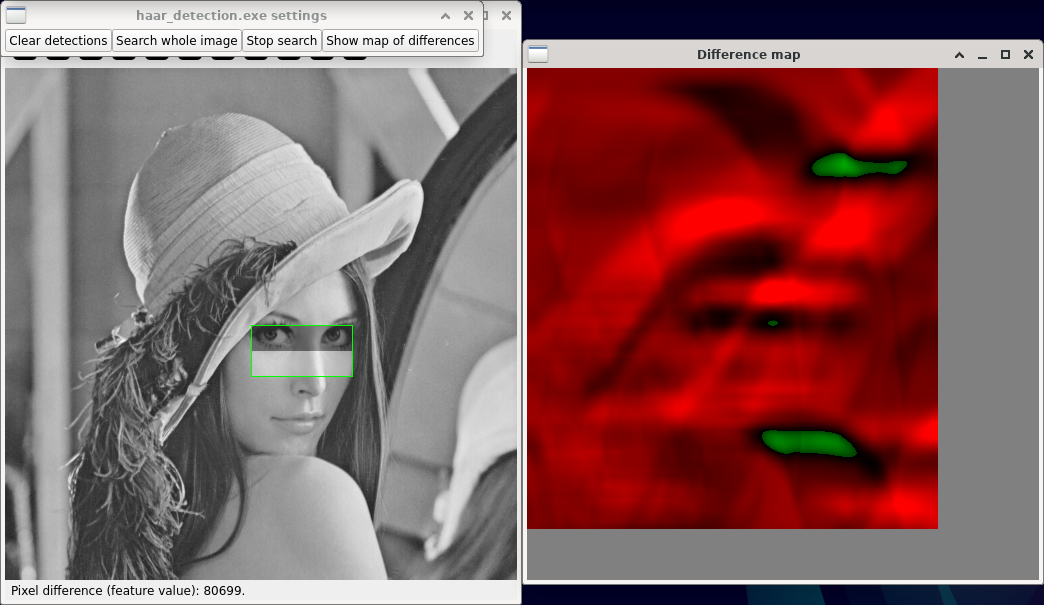 haar_detection.exe settings
Clear detections Search whole image Stop search Show map of differences
Difference map
Pixel difference (feature value): 80699.